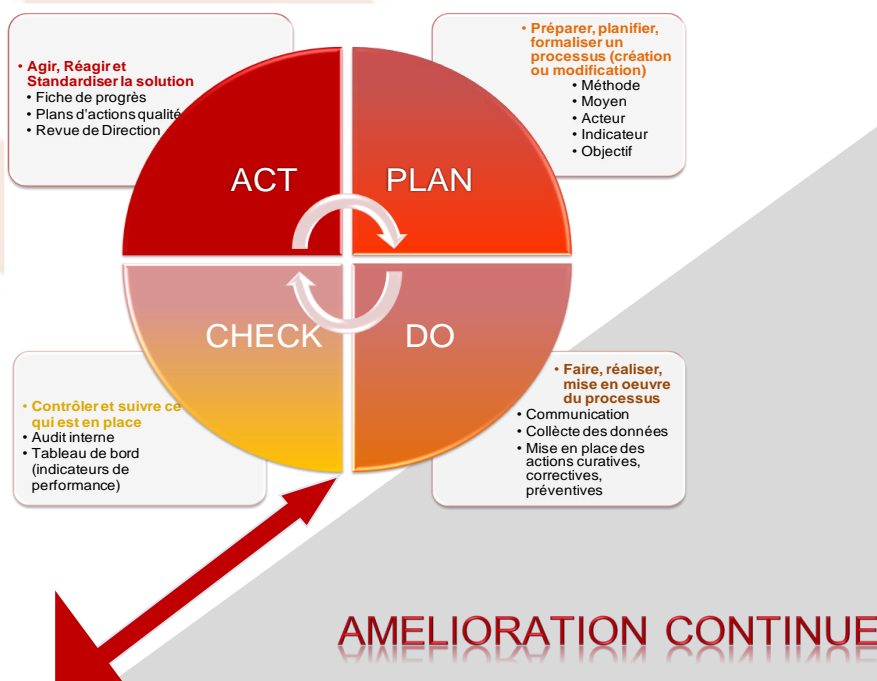 • Agir, Réagir et
Standardiser la solution
• Fiche de progrès
• Plans d'actions qualité
• Revue de Direction
• Préparer, planifier,
formaliser un
processus (création
ou modification)
• Méthode
• Moyen
• Acteur
• Indicateur
• Objectif
ACT
PLAN
CHECK
DO
• Contrôler et suivre ce
qui est en place
• Audit interne
• Tableau de bord
(indicateurs de
performance)
• Faire, réaliser,
mise en oeuvre
du processus
• Communication
• Collècte des données
• Mise en place des
actions curatives,
correctives,
préventives
AMELIORATION CONTINUE